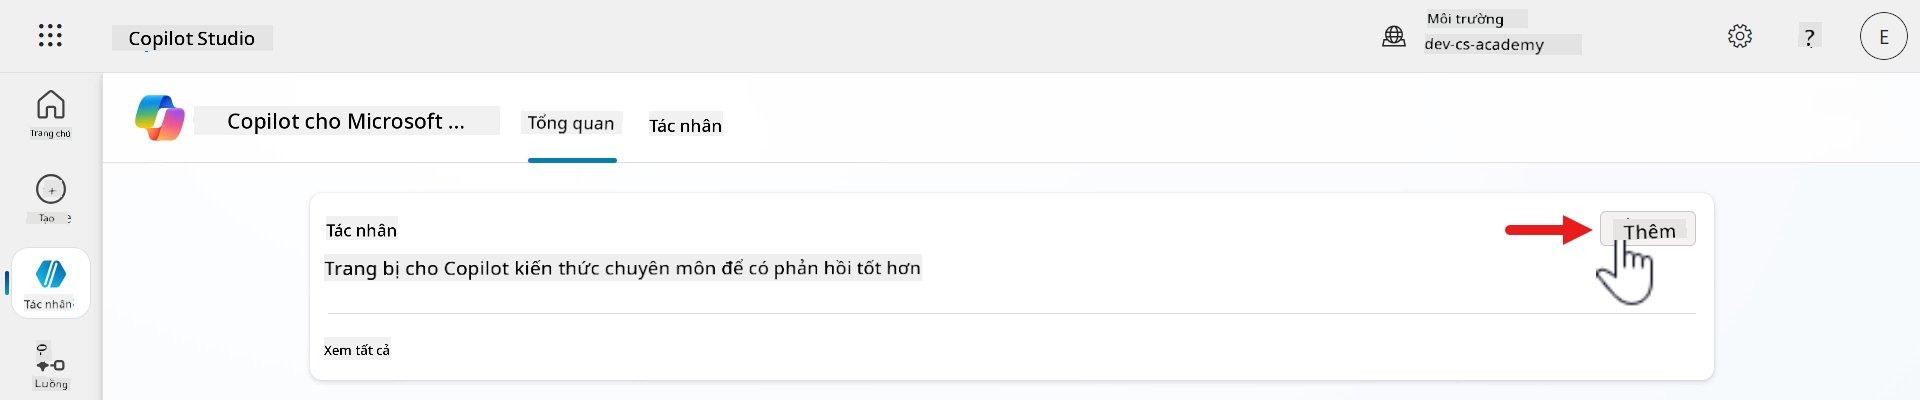 Copilot Studio
Môi trường
dev-cs-academy
?
E
Trang chủ
Copilot cho Microsoft ...
Tổng quan
Tác nhân
Tạo
Tác nhân
Thêm
Trang bị cho Copilot kiến thức chuyên môn để có phản hồi tốt hơn
Tác nhân
Xem tất cả
Luồng